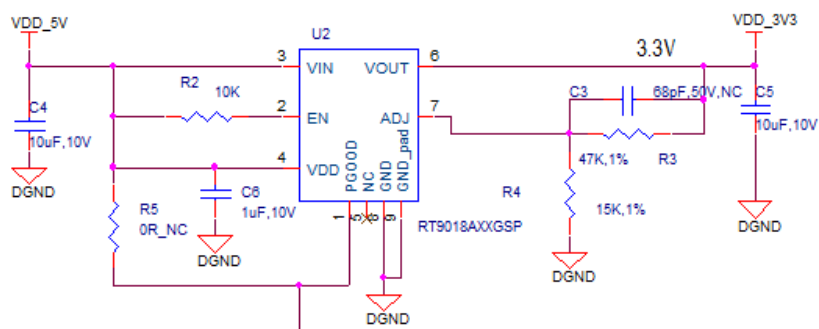 VDD_5V
VDD_3V3
U2
3
VIN
VOUT
6
3.3V
R2
10K
C3
68pF,50V,NC
C5
C4
10uF,10V
2
EN
ADJ
7
10uF,10V
4
VDD
PGOOD
NC
GND
GND_pad
47K,1%
R3
DGND
C6
1uF,10V
R4
15K,1%
R5
0R_NC
1
5
8
9
RT9018AXXGSP
DGND
DGND
DGND
DGND